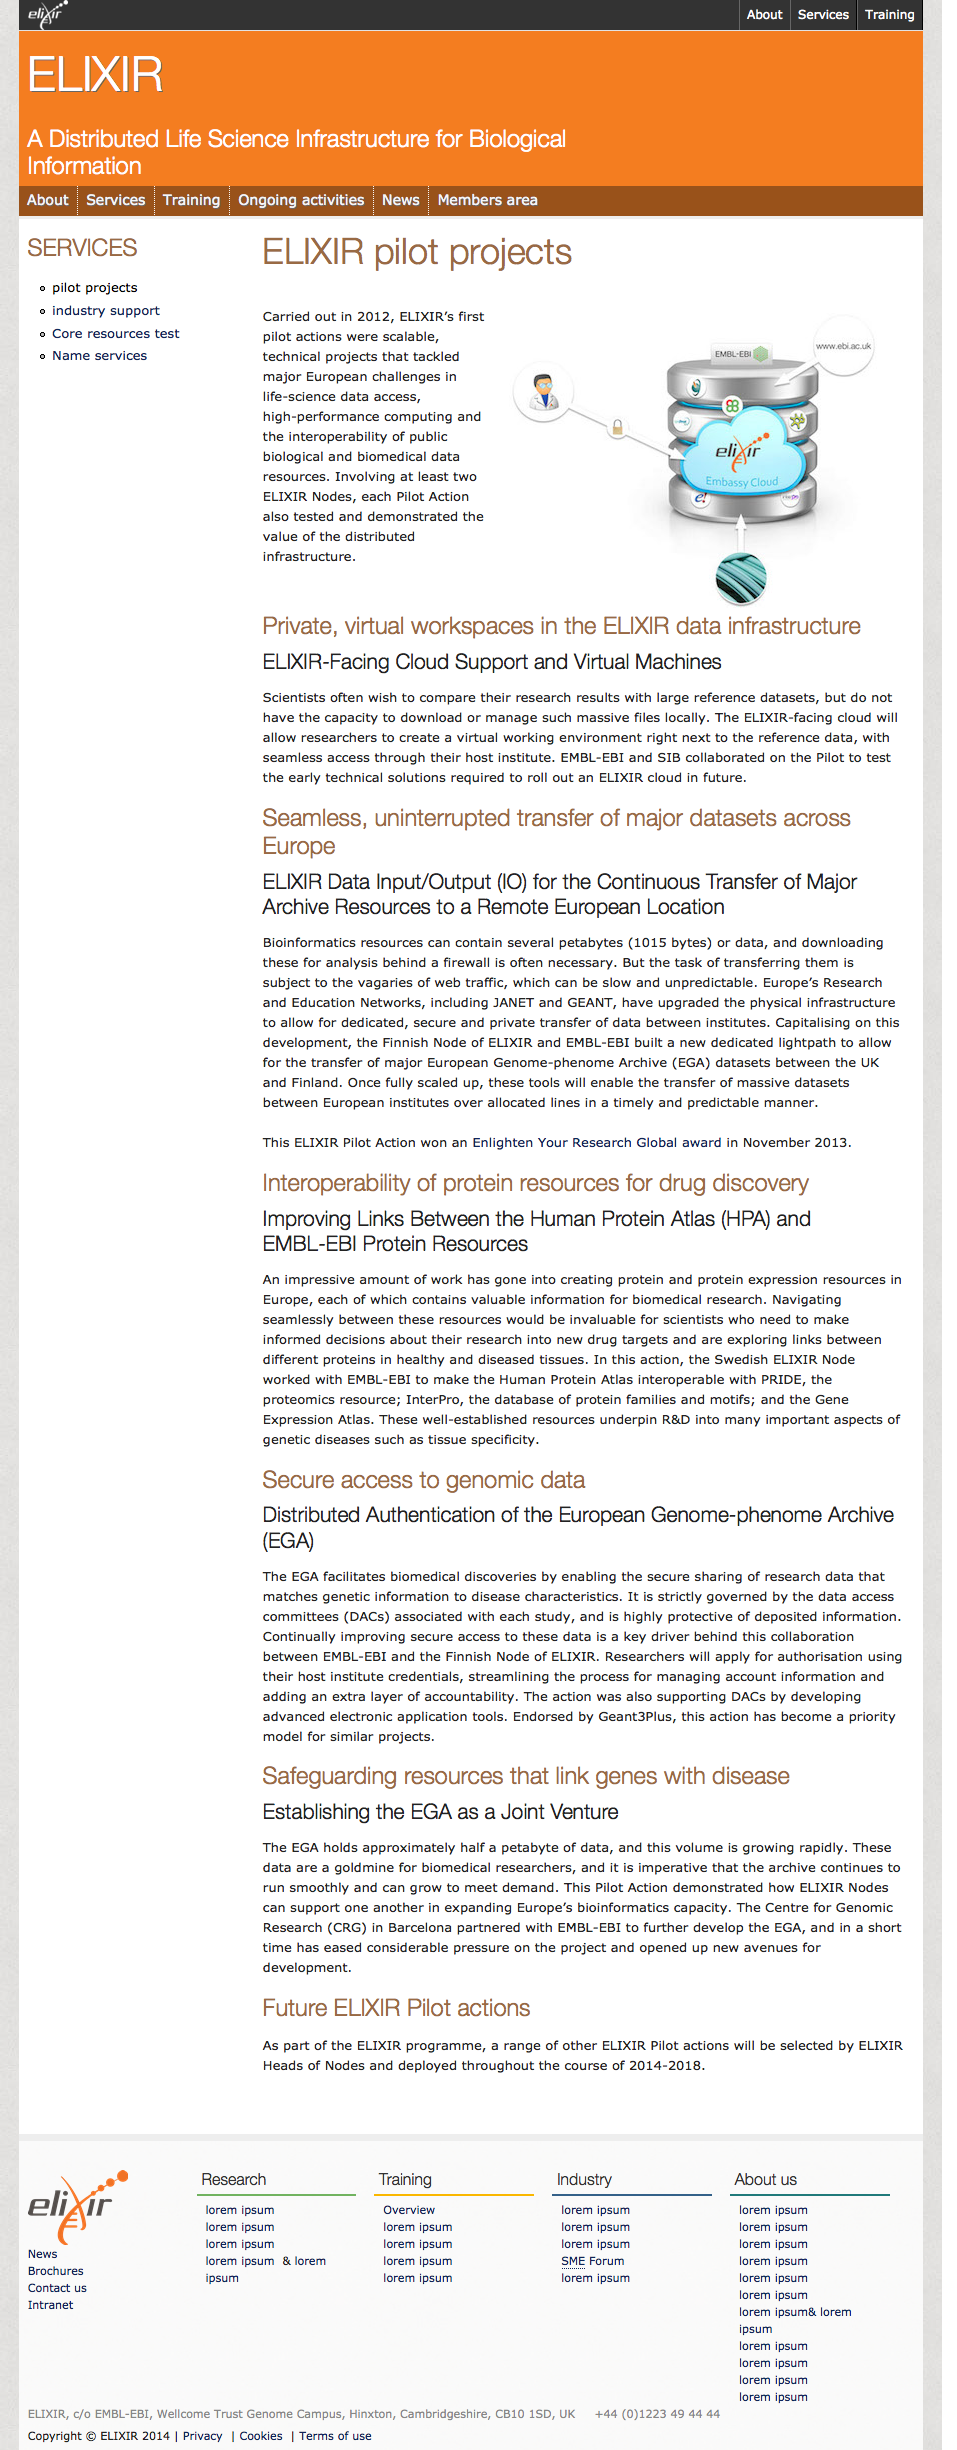 elixir
About Services Training
ELIXIR
A Distributed Life Science Infrastructure for Biological
Information
About Services Training Ongoing activities News Members area
SERVICES
pilot projects
industry support
Core resources test
Name services
ELIXIR pilot projects
Carried out in 2012, ELIXIR’s first
pilot actions were scalable,
technical projects that tackled
major European challenges in
life-science data access,
high-performance computing and
the interoperability of public
biological and biomedical data
resources. Involving at least two
ELIXIR Nodes, each Pilot Action
also tested and demonstrated the
value of the distributed
infrastructure.
EMBL-EBI
www.ebi.ac.uk
elixir
Embassy Cloud
e!
Private, virtual workspaces in the ELIXIR data infrastructure
ELIXIR-Facing Cloud Support and Virtual Machines
Scientists often wish to compare their research results with large reference datasets, but do not
have the capacity to download or manage such massive files locally. The ELIXIR-facing cloud will
allow researchers to create a virtual working environment right next to the reference data, with
seamless access through their host institute. EMBL-EBI and SIB collaborated on the Pilot to test
the early technical solutions required to roll out an ELIXIR cloud in future.
Seamless, uninterrupted transfer of major datasets across
Europe
ELIXIR Data Input/Output (IO) for the Continuous Transfer of Major
Archive Resources to a Remote European Location
Bioinformatics resources can contain several petabytes (1015 bytes) or data, and downloading
these for analysis behind a firewall is often necessary. But the task of transferring them is
subject to the vagaries of web traffic, which can be slow and unpredictable. Europe’s Research
and Education Networks, including JANET and GEANT, have upgraded the physical infrastructure
to allow for dedicated, secure and private transfer of data between institutes. Capitalising on this
development, the Finnish Node of ELIXIR and EMBL-EBI built a new dedicated lightpath to allow
for the transfer of major European Genome-phenome Archive (EGA) datasets between the UK
and Finland. Once fully scaled up, these tools will enable the transfer of massive datasets
between European institutes over allocated lines in a timely and predictable manner.
This ELIXIR Pilot Action won an Enlighten Your Research Global award in November 2013.
Interoperability of protein resources for drug discovery
Improving Links Between the Human Protein Atlas (HPA) and
EMBL-EBI Protein Resources
An impressive amount of work has gone into creating protein and protein expression resources in
Europe, each of which contains valuable information for biomedical research. Navigating
seamlessly between these resources would be invaluable for scientists who need to make
informed decisions about their research into new drug targets and are exploring links between
different proteins in healthy and diseased tissues. In this action, the Swedish ELIXIR Node
worked with EMBL-EBI to make the Human Protein Atlas interoperable with PRIDE, the
proteomics resource; InterPro, the database of protein families and motifs; and the Gene
Expression Atlas. These well-established resources underpin R&D into many important aspects of
genetic diseases such as tissue specificity.
Secure access to genomic data
Distributed Authentication of the European Genome-phenome Archive
(EGA)
The EGA facilitates biomedical discoveries by enabling the secure sharing of research data that
matches genetic information to disease characteristics. It is strictly governed by the data access
committees (DACs) associated with each study, and is highly protective of deposited information.
Continually improving secure access to these data is a key driver behind this collaboration
between EMBL-EBI and the Finnish Node of ELIXIR. Researchers will apply for authorisation using
their host institute credentials, streamlining the process for managing account information and
adding an extra layer of accountability. The action was also supporting DACs by developing
advanced electronic application tools. Endorsed by Geant3Plus, this action has become a priority
model for similar projects.
Safeguarding resources that link genes with disease
Establishing the EGA as a Joint Venture
The EGA holds approximately half a petabyte of data, and this volume is growing rapidly. These
data are a goldmine for biomedical researchers, and it is imperative that the archive continues to
run smoothly and can grow to meet demand. This Pilot Action demonstrated how ELIXIR Nodes
can support one another in expanding Europe’s bioinformatics capacity. The Centre for Genomic
Research (CRG) in Barcelona partnered with EMBL-EBI to further develop the EGA, and in a short
time has eased considerable pressure on the project and opened up new avenues for
development.
Future ELIXIR Pilot actions
As part of the ELIXIR programme, a range of other ELIXIR Pilot actions will be selected by ELIXIR
Heads of Nodes and deployed throughout the course of 2014-2018.
elixir
News
Brochures
Contact us
Intranet
Research
lorem ipsum
lorem ipsum
lorem ipsum
lorem ipsum & lorem
ipsum
Training
Overview
lorem ipsum
lorem ipsum
lorem ipsum
lorem ipsum
Industry
lorem ipsum
lorem ipsum
lorem ipsum
SME Forum
lorem ipsum
About us
lorem ipsum
lorem ipsum
lorem ipsum
lorem ipsum
lorem ipsum
lorem ipsum
lorem ipsum& lorem
ipsum
lorem ipsum
lorem ipsum
lorem ipsum
lorem ipsum
ELIXIR, c/o EMBL-EBI, Wellcome Trust Genome Campus, Hinxton, Cambridgeshire, CB10 1SD, UK +44 (0)1223 49 44 44
Copyright © ELIXIR 2014 | Privacy | Cookies | Terms of use